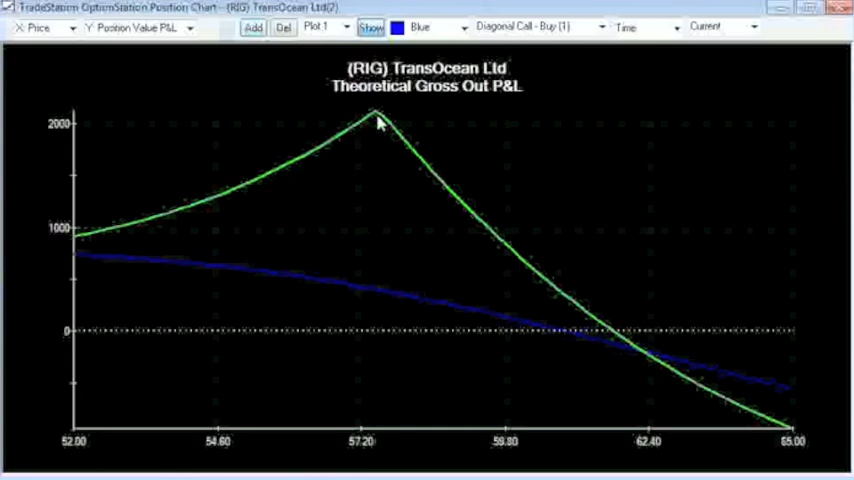 TradeStation OptionStation Position Chart - (RIG) TransOcean Ltd(7)
X: Price Y: Position Value P&L Add Del Plot 1 Show Blue Diagonal Call - Buy (1) Time Current
(RIG) TransOcean Ltd
Theoretical Gross Out P&L
2000
1000
0
52.00 54.60 57.20 59.80 62.40 65.00